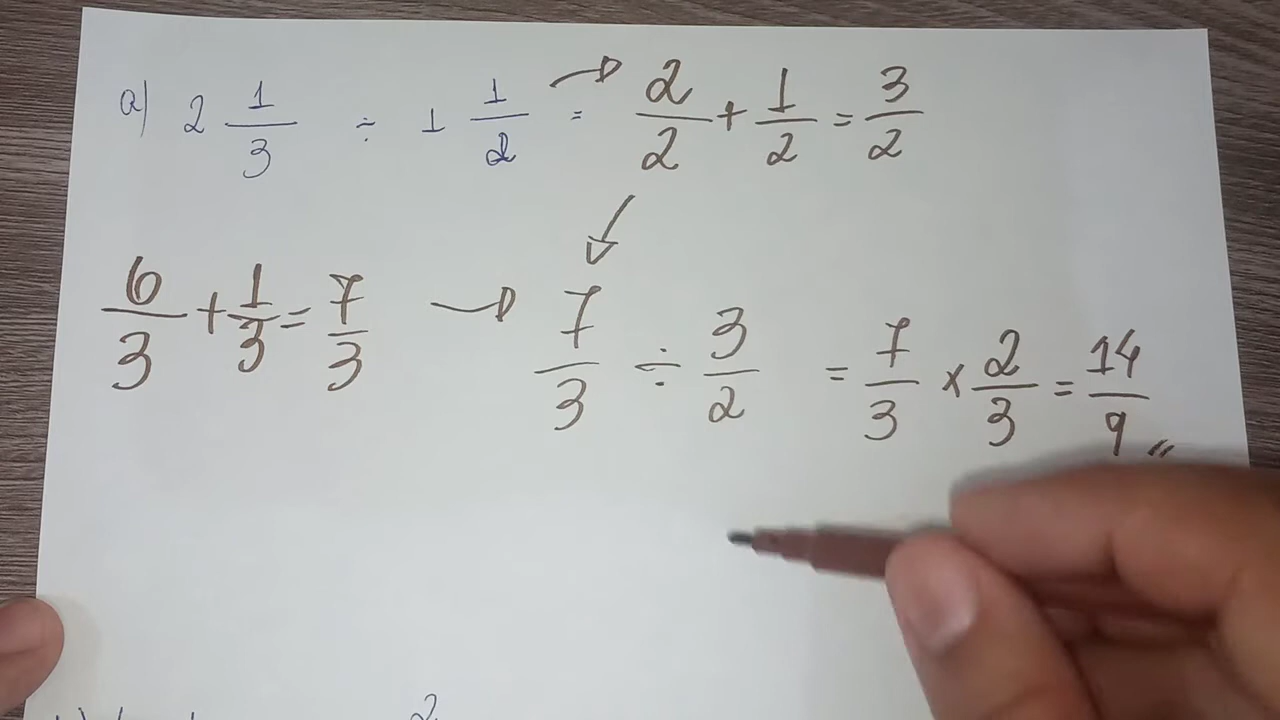 a) 2 1/3 ÷ 1 1/2 = → 2/2 + 1/2 = 3/2
6/3 + 1/3 = 7/3 → 7/3 ÷ 3/2 = 7/3 × 2/3 = 14/9 //
2